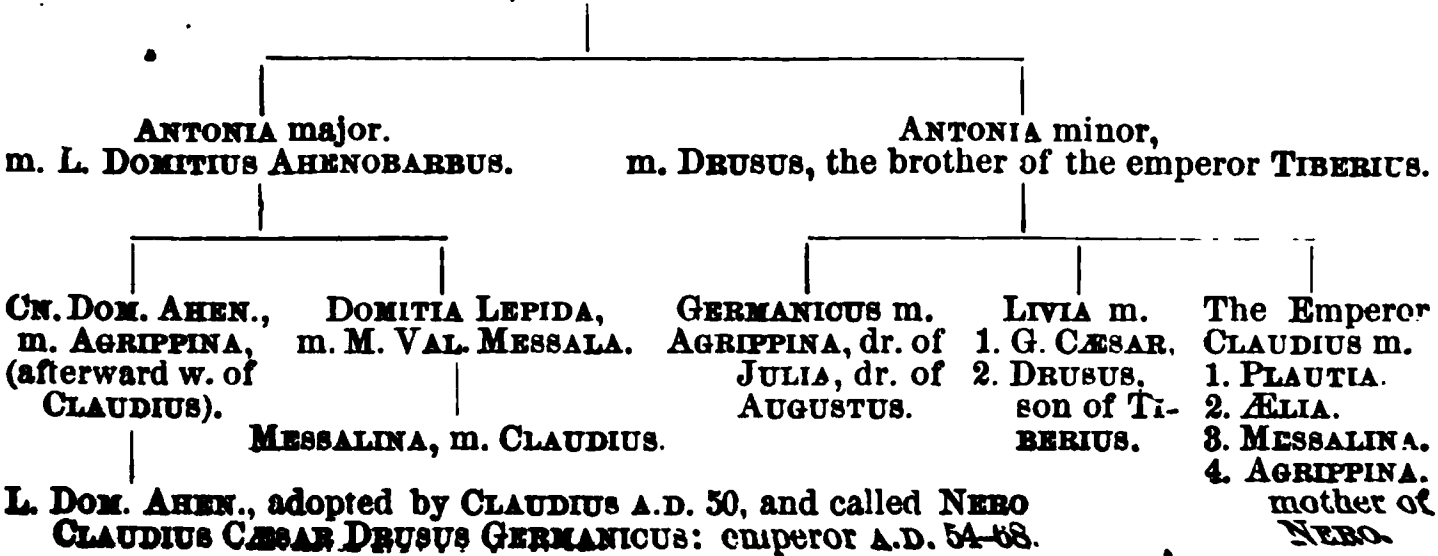 ANTONIA major.
m. L. DOMITIUS AHENOBARBUS.
ANTONIA minor,
m. DRUSUS, the brother of the emperor TIBERIUS.
CN. DOM. AHEN.,
m. AGRIPPINA,
(afterward w. of
CLAUDIUS).
DOMITIA LEPIDA,
m. M. VAL. MESSALA.
MESSALINA, m. CLAUDIUS.
GERMANICUS m.
AGRIPPINA, dr. of
JULIA, dr. of
AUGUSTUS.
LIVIA m.
1. G. CÆSAR.
2. DRUSUS,
son of TI-
BERIUS.
The Emperor
CLAUDIUS m.
1. PLAUTIA.
2. ÆLIA.
3. MESSALINA.
4. AGRIPPINA.
mother of
NERO.
L. DOM. AHEN., adopted by CLAUDIUS A.D. 50, and called NERO
CLAUDIUS CÆSAR DRUSUS GERMANICUS: emperor A.D. 54–68.